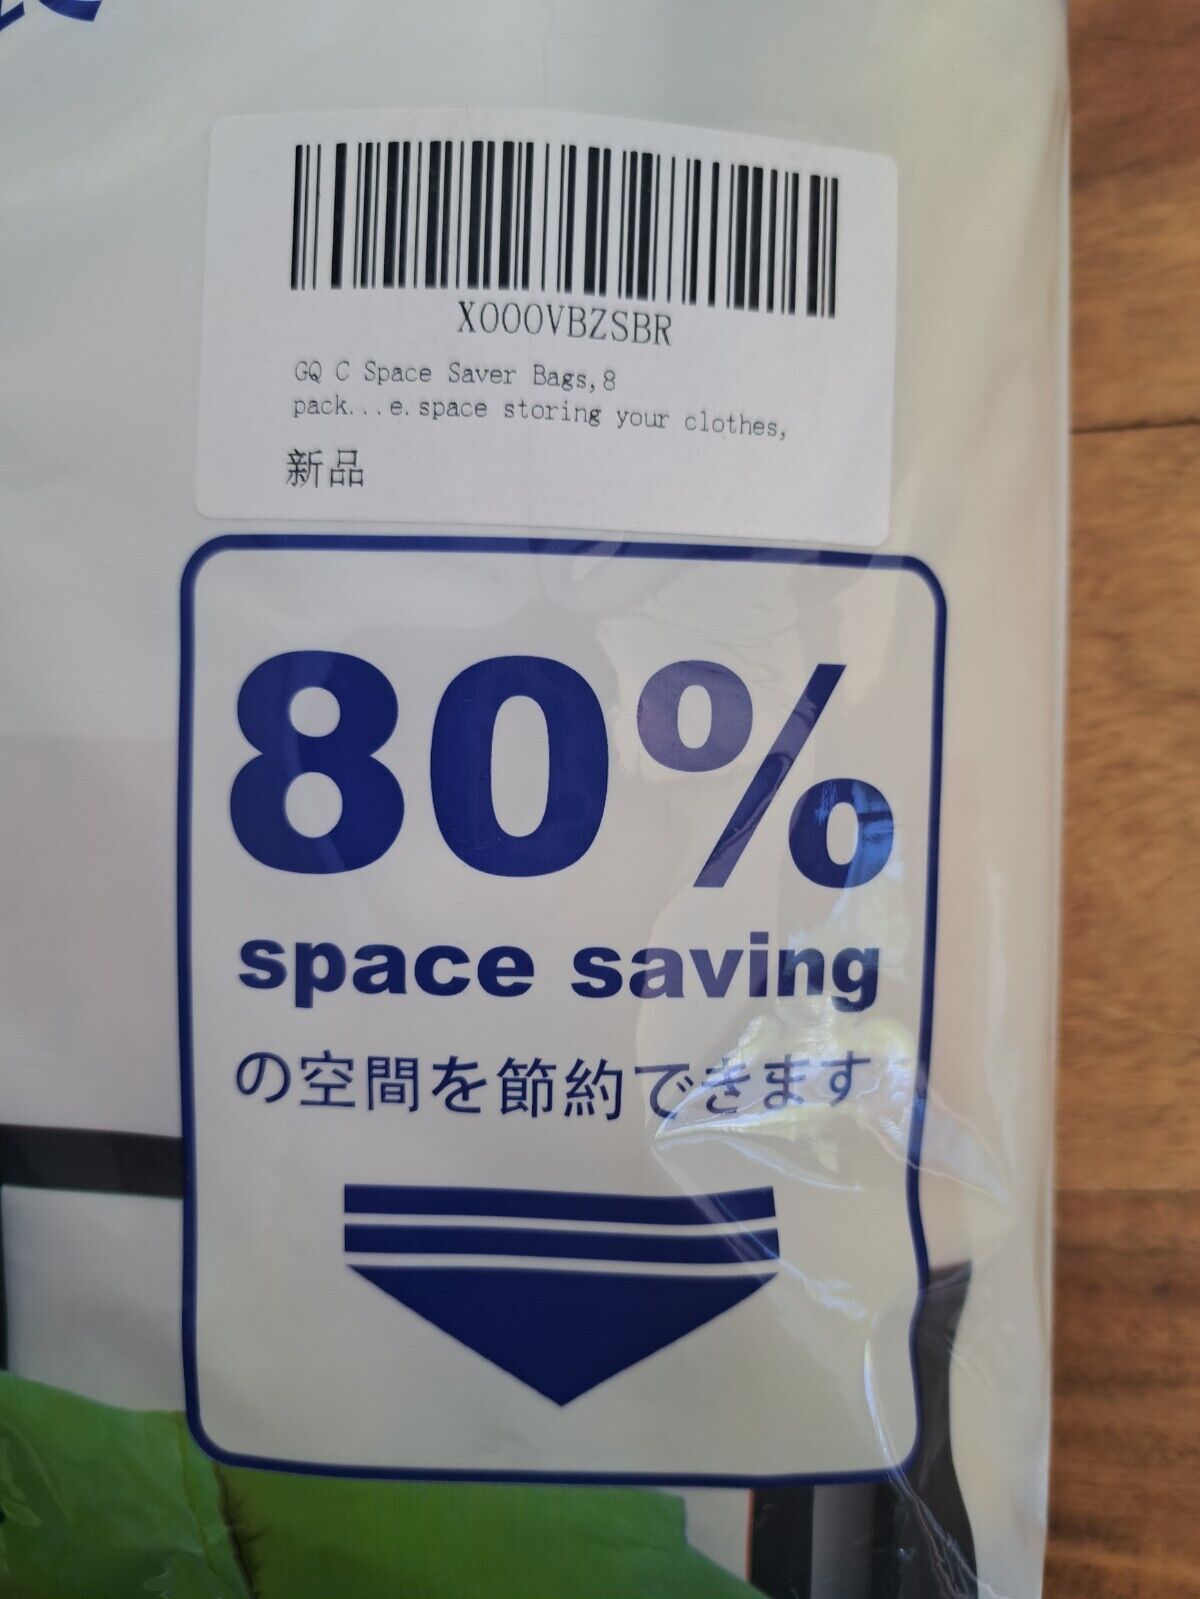 X000VBZSBR
GQ C Space Saver Bags,8
pack...e.space storing your clothes,
新品
80%
space saving
の空間を節約できます